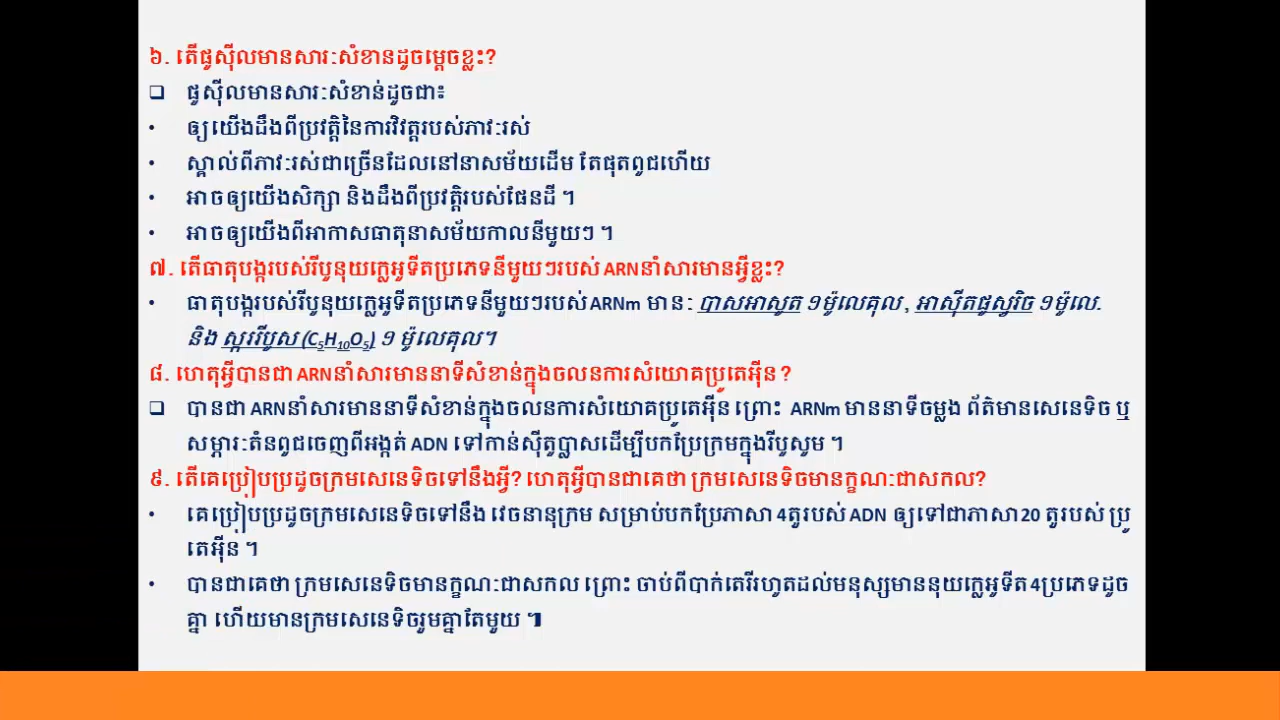 ៦. តើផូស៊ីលមានសារៈសំខានដូចម្ដេចខ្លះ?
❑ ផូស៊ីលមានសារៈសំខាន់ដូចជា៖
• ឲ្យយើងដឹងពីប្រវត្តិនៃការវិវត្តរបស់ភាវៈរស់
• ស្គាល់ពីភាវៈរស់ជាច្រើនដែលនៅនាសម័យដើម តែផុតពូជហើយ
• អាចឲ្យយើងសិក្សា និងដឹងពីប្រវត្តិរបស់ផែនដី ។
• អាចឲ្យយើងពីអាកាសធាតុនាសម័យកាលនីមួយៗ ។
៧. តើធាតុបង្ករបស់រីបូនុយក្លេអូទីតប្រភេទនីមួយៗរបស់ ARNនាំសារមានអ្វីខ្លះ?
• ធាតុបង្ករបស់រីបូនុយក្លេអូទីតប្រភេទនីមួយៗរបស់ ARNm មានៈ បាសអាសូត ១ម៉ូលេគុល , អាស៊ីតផូស្វរិច ១ម៉ូលេ.
និង ស្ករីបូស (C₅H₁₀O₅) ១ ម៉ូលេគុល។
៨. ហេតុអ្វីបានជា ARNនាំសារមាននាទីសំខាន់ក្នុងចលនការសំយោគប្រូតេអ៊ីន ?
❑ បានជា ARNនាំសារមាននាទីសំខាន់ក្នុងចលនការសំយោគប្រូតេអ៊ីន ព្រោះ ARNm មាននាទីចម្លង ព័ត៌មានសេនេទិច ឬ
សម្ភារៈតំនពូជចេញពីអង្កត់ ADN ទៅកាន់ស៊ីតូប្លាសដើម្បីបកប្រែក្រមក្នុងរីបូសូម ។
៩. តើគេប្រៀបប្រដូចក្រមសេនេទិចទៅនឹងអ្វី? ហេតុអ្វីបានជាគេថា ក្រមសេនេទិចមានក្ខណៈជាសកល?
• គេប្រៀបប្រដូចក្រមសេនេទិចទៅនឹង វេចនានុក្រម សម្រាប់បកប្រែភាសា 4តួរបស់ ADN ឲ្យទៅជាភាសា20 តួរបស់ ប្រូ
តេអ៊ីន ។
• បានជាគេថា ក្រមសេនេទិចមានក្ខណៈជាសកល ព្រោះ ចាប់ពីបាក់តេរីរហូតដល់មនុស្សមាននុយក្លេអូទីត 4ប្រភេទដូច
គ្នា ហើយមានក្រមសេនេទិចរួមគ្នាតែមួយ ៕